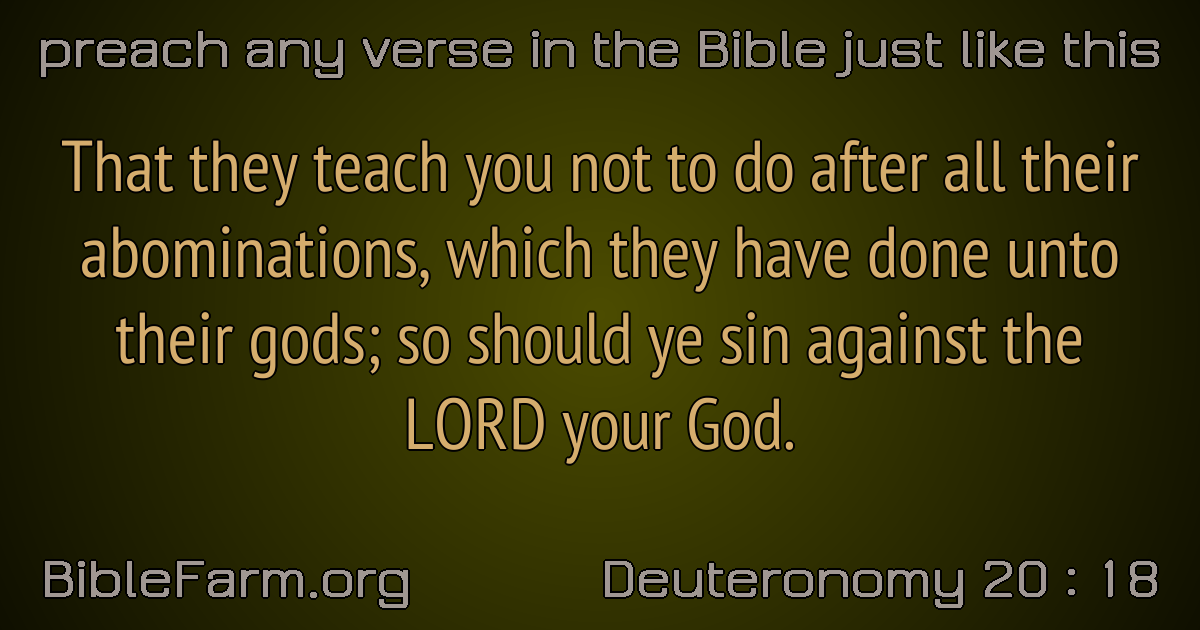 preach any verse in the Bible just like this
That they teach you not to do after all their
abominations, which they have done unto
their gods; so should ye sin against the
LORD your God.
BibleFarm.org
Deuteronomy 20 : 18